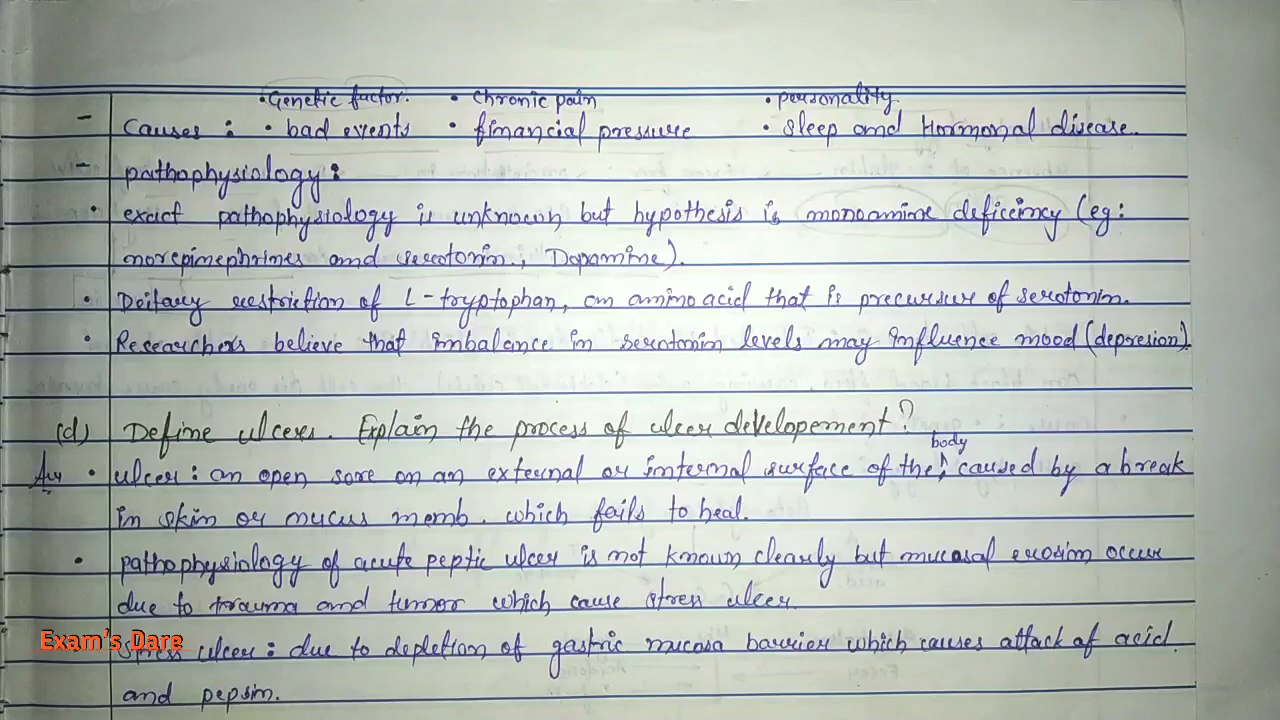 • Genetic factor. • chronic pain • personality
- Causes : • bad events • financial pressure • sleep and Hormonal disease.
- pathophysiology :
• exact pathophysiology is unknown but hypothesis is monoamine deficeincy (eg:
norepinephrines and serotonin, Dopamine).
• Deitary restriction of L-tryptophan, an amino acid that is precursur of serotonin.
• Researchers believe that imbalance in serotonin levels may influence mood (depresion).
(d) Define ulcers. Explain the process of ulcer developement?
body
Ans • ulcer : an open sore on an external or internal surface of the^, caused by a break
in skin or mucus memb. which fails to heal.
• pathophysiology of acute peptic ulcer is not known clearly but mucosal erosion occur
due to trauma and tumor which cause stress ulcer.
Exam's Dare
Stress ulcer : due to depletion of gastric mucosa barrier which causes attack of acid
and pepsin.